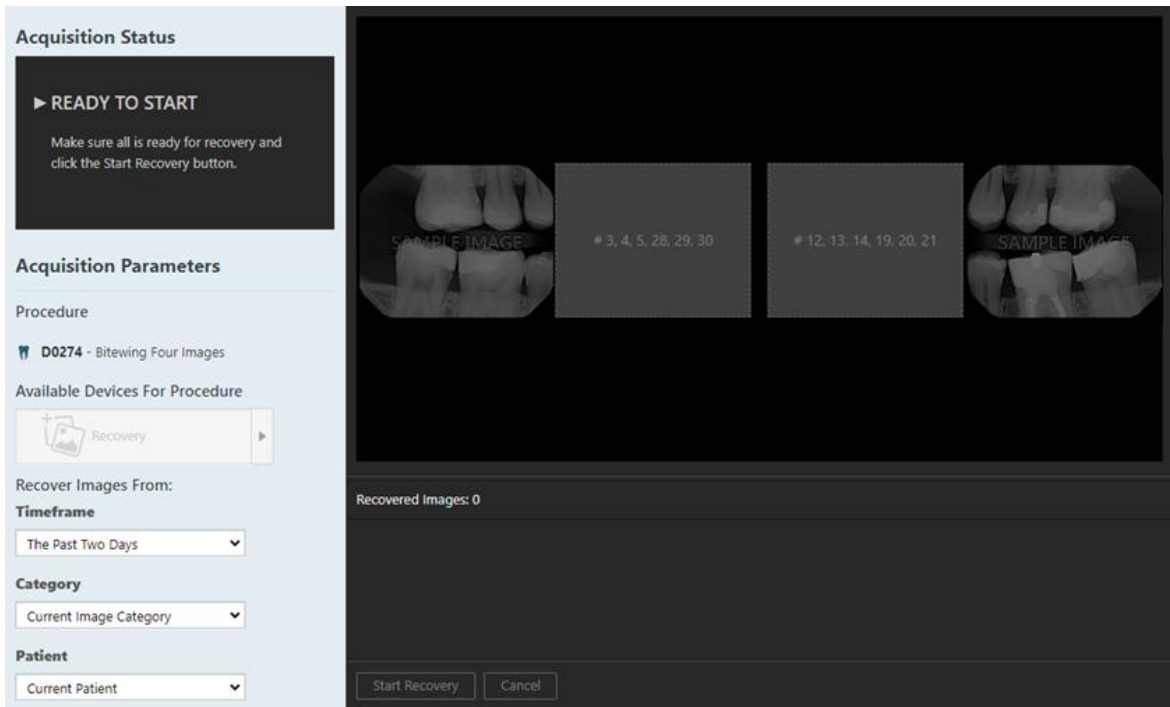 Acquisition Status
READY TO START
Make sure all is ready for recovery and
click the Start Recovery button.
Acquisition Parameters
Procedure
D0274 - Bitewing Four Images
Available Devices For Procedure
Recovery
Recover Images From:
Timeframe
The Past Two Days
Category
Current Image Category
Patient
Current Patient
SAMPLE IMAGE
# 3, 4, 5, 28, 29, 30
# 12, 13, 14, 19, 20, 21
SAMPLE IMAGE
Recovered Images: 0
Start Recovery
Cancel